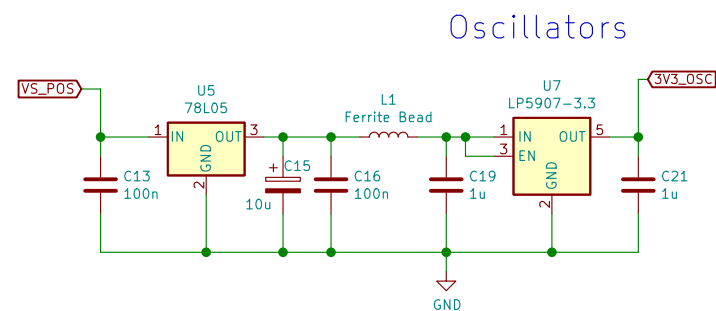 Oscillators
VS_POS
3V3_OSC
U5
78L05
1 IN OUT 3
GND
2
L1
Ferrite Bead
U7
LP5907-3.3
1 IN OUT 5
3 EN
GND
2
C13
100n
+ C15
10u
C16
100n
C19
1u
C21
1u
GND